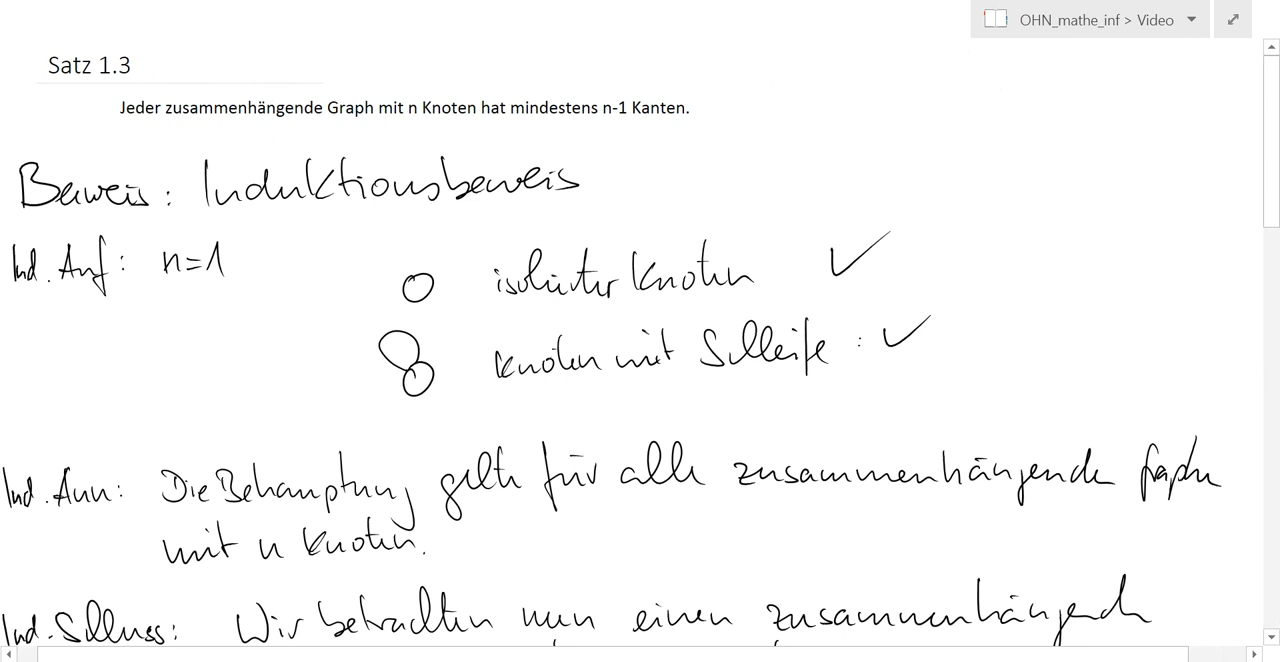 OHN_mathe_inf > Video
Satz 1.3
Jeder zusammenhängende Graph mit n Knoten hat mindestens n-1 Kanten.
Beweis: Induktionsbeweis
Ind. Anf: n=1
isolierter Knoten ✓
Knoten mit Schleife: ✓
Ind. Ann: Die Behauptung gelte für alle zusammenhängende Graphen
mit n Knoten.
Ind. Schluss: Wir betrachten nun einen zusammenhängende